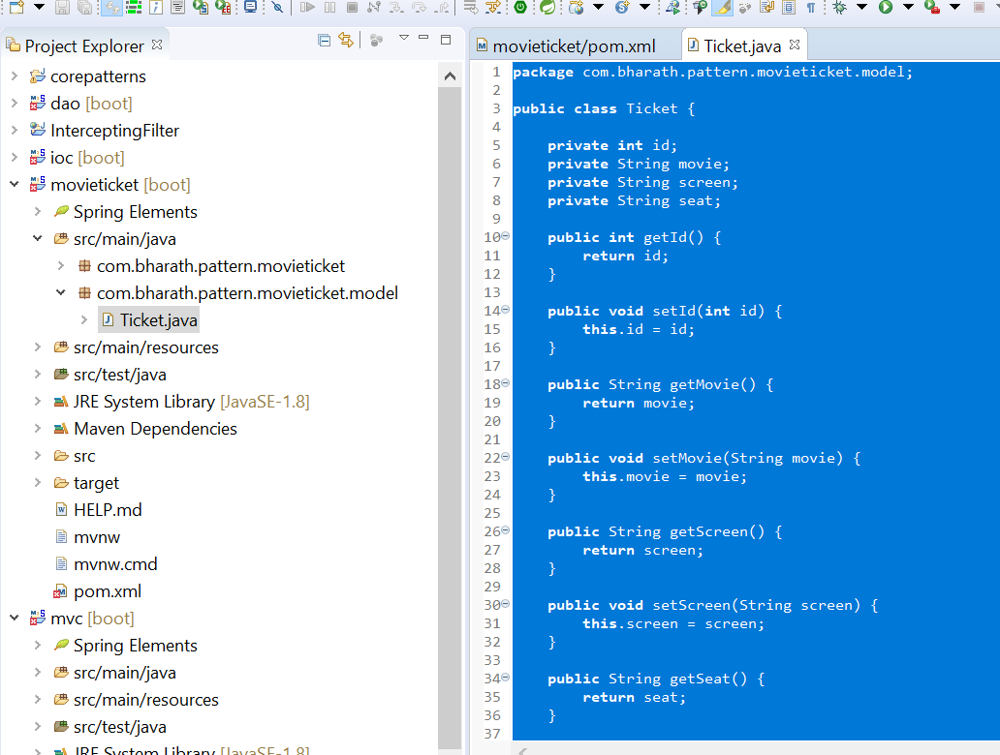 Project Explorer
corepatterns
dao [boot]
InterceptingFilter
ioc [boot]
movieticket [boot]
Spring Elements
src/main/java
com.bharath.pattern.movieticket
com.bharath.pattern.movieticket.model
Ticket.java
src/main/resources
src/test/java
JRE System Library [JavaSE-1.8]
Maven Dependencies
src
target
HELP.md
mvnw
mvnw.cmd
pom.xml
mvc [boot]
Spring Elements
src/main/java
src/main/resources
src/test/java
JRE System Library [JavaSE-1.8]
movieticket/pom.xml
Ticket.java
1 package com.bharath.pattern.movieticket.model;
2
3 public class Ticket {
4
5 private int id;
6 private String movie;
7 private String screen;
8 private String seat;
9
10 public int getId() {
11 return id;
12 }
13
14 public void setId(int id) {
15 this.id = id;
16 }
17
18 public String getMovie() {
19 return movie;
20 }
21
22 public void setMovie(String movie) {
23 this.movie = movie;
24 }
25
26 public String getScreen() {
27 return screen;
28 }
29
30 public void setScreen(String screen) {
31 this.screen = screen;
32 }
33
34 public String getSeat() {
35 return seat;
36 }
37